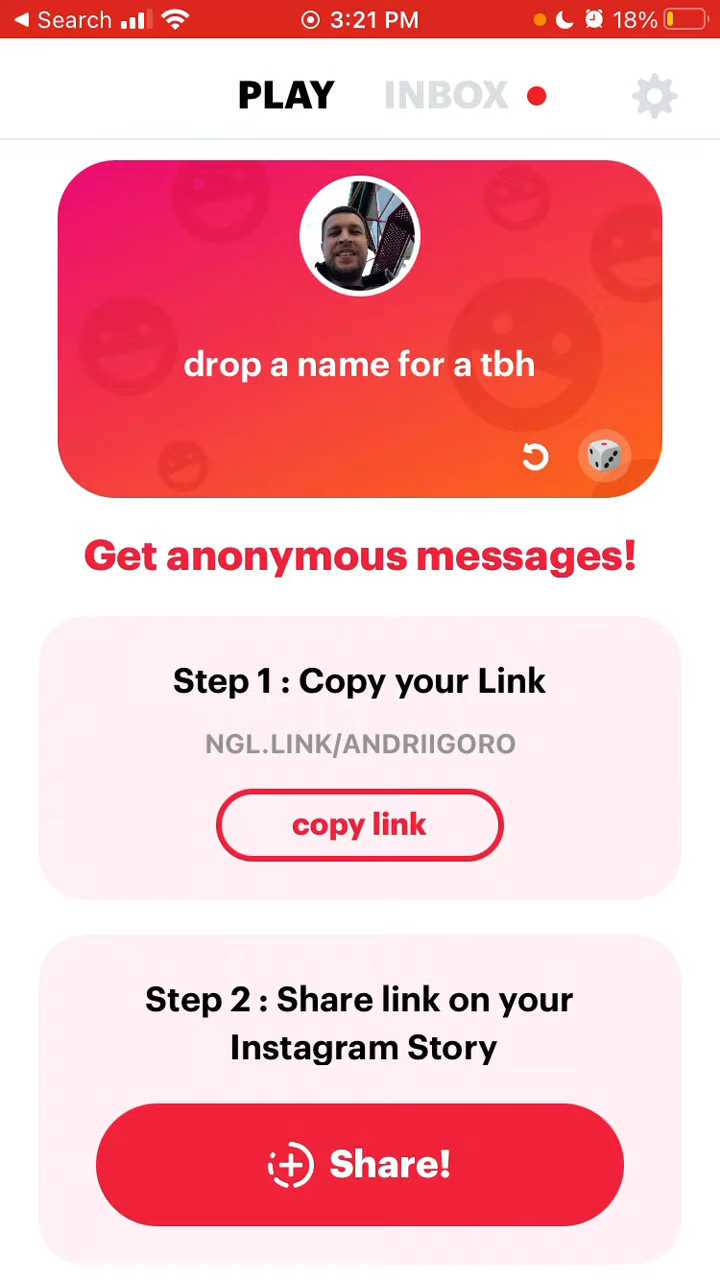 Search 3:21 PM 18%
PLAY INBOX
drop a name for a tbh
Get anonymous messages!
Step 1 : Copy your Link
NGL.LINK/ANDRIIGORO
copy link
Step 2 : Share link on your
Instagram Story
Share!